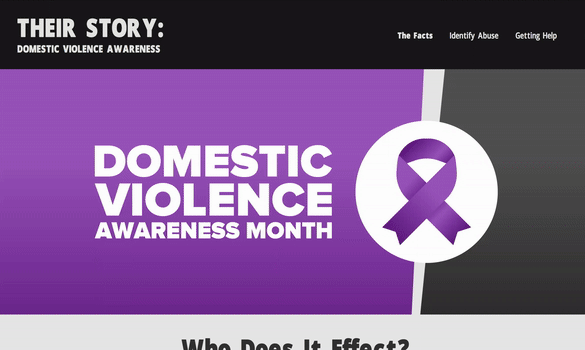 THEIR STORY:
DOMESTIC VIOLENCE AWARENESS
The Facts Identify Abuse Getting Help
DOMESTIC
VIOLENCE
AWARENESS MONTH
Who Does It Effect?